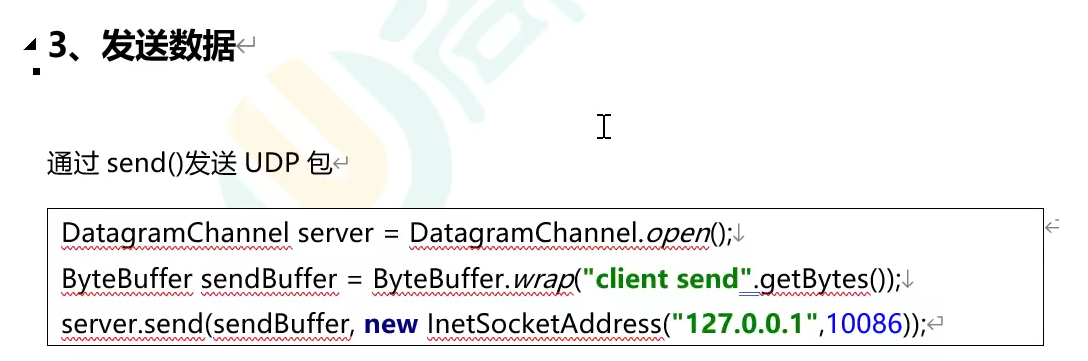 3、发送数据
通过 send()发送 UDP 包
DatagramChannel server = DatagramChannel.open();
ByteBuffer sendBuffer = ByteBuffer.wrap("client send".getBytes());
server.send(sendBuffer, new InetSocketAddress("127.0.0.1",10086));